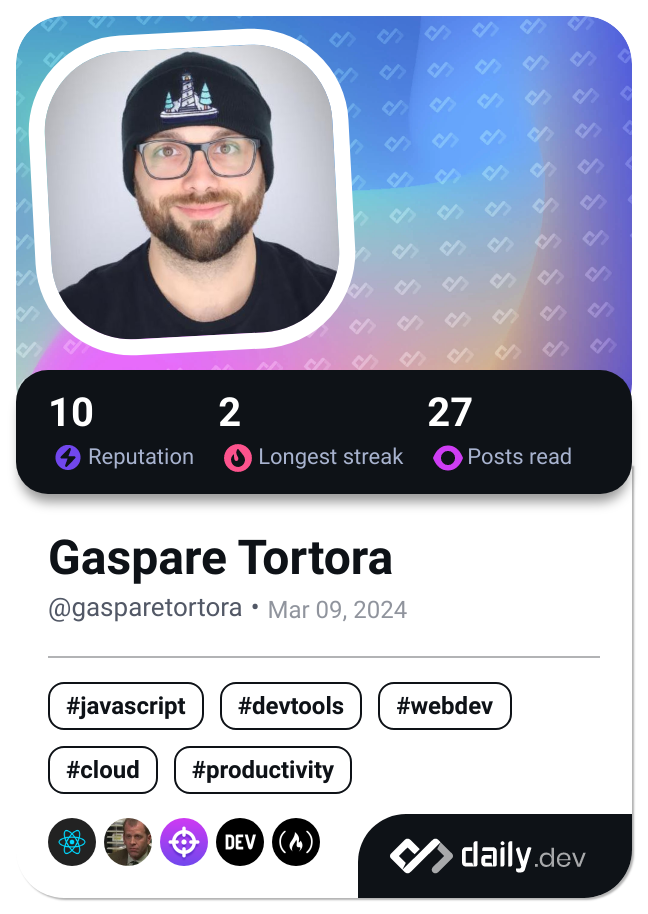 10 2 27
Reputation Longest streak Posts read
Gaspare Tortora
@gasparetortora • Mar 09, 2024
#javascript #devtools #webdev
#cloud #productivity
DEV
daily.dev